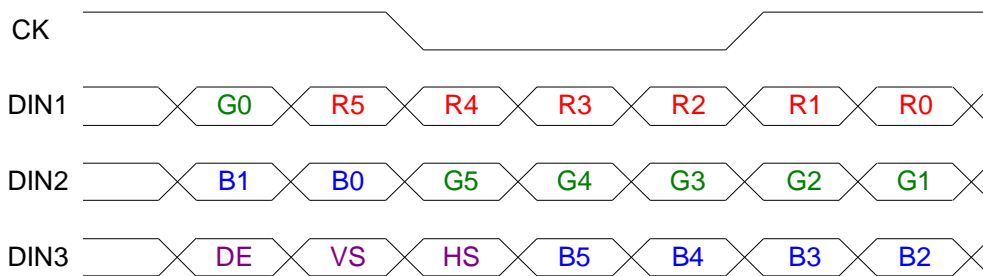 CK
DIN1 G0 R5 R4 R3 R2 R1 R0
DIN2 B1 B0 G5 G4 G3 G2 G1
DIN3 DE VS HS B5 B4 B3 B2